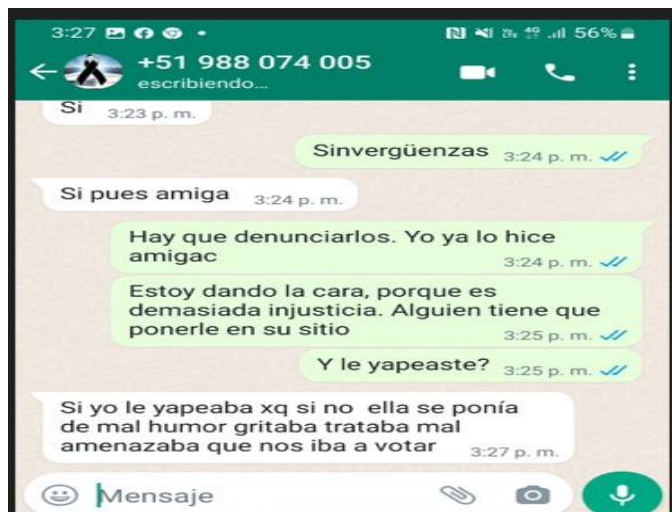 3:27 56%
+51 988 074 005
escribiendo...
Si 3:23 p. m.
Sinvergüenzas 3:24 p. m.
Si pues amiga 3:24 p. m.
Hay que denunciarlos. Yo ya lo hice
amigac 3:24 p. m.
Estoy dando la cara, porque es
demasiada injusticia. Alguien tiene que
ponerle en su sitio 3:25 p. m.
Y le yapeaste? 3:25 p. m.
Si yo le yapeaba xq si no ella se ponía
de mal humor gritaba trataba mal
amenazaba que nos iba a votar 3:27 p. m.
Mensaje